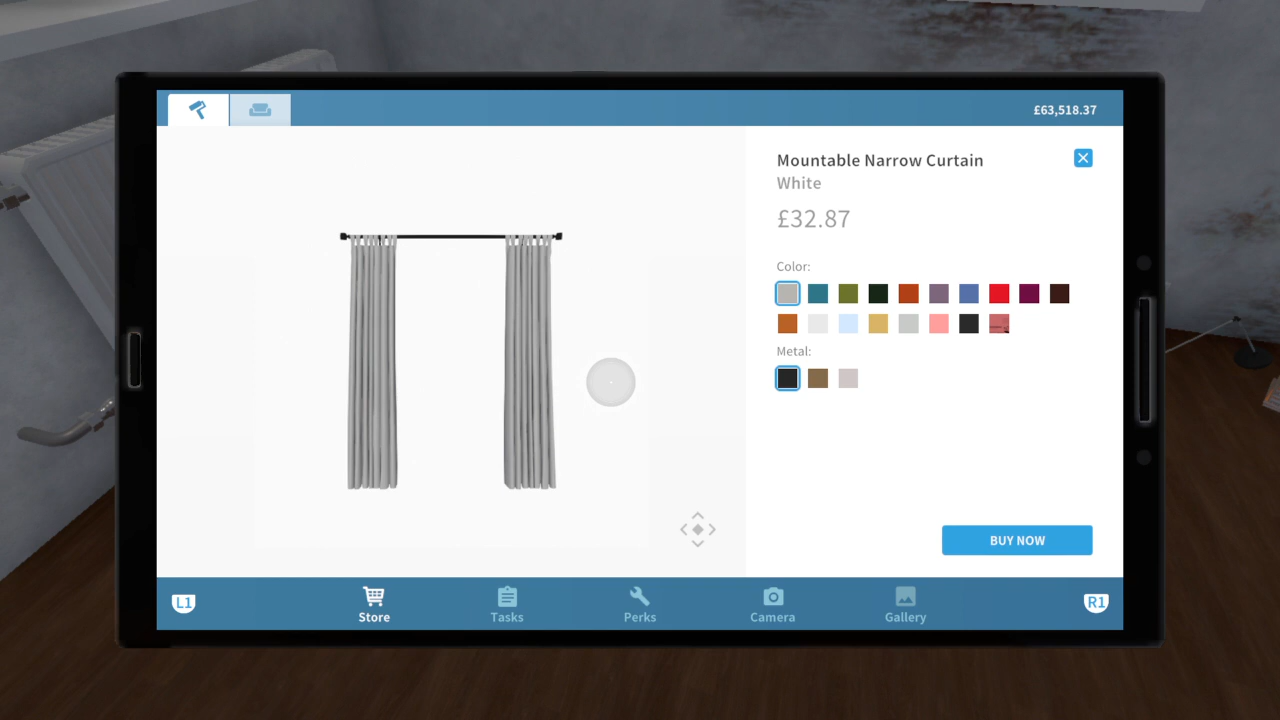 £63,518.37
Mountable Narrow Curtain
White
£32.87
Color:
Metal:
BUY NOW
L1
Store
Tasks
Perks
Camera
Gallery
R1